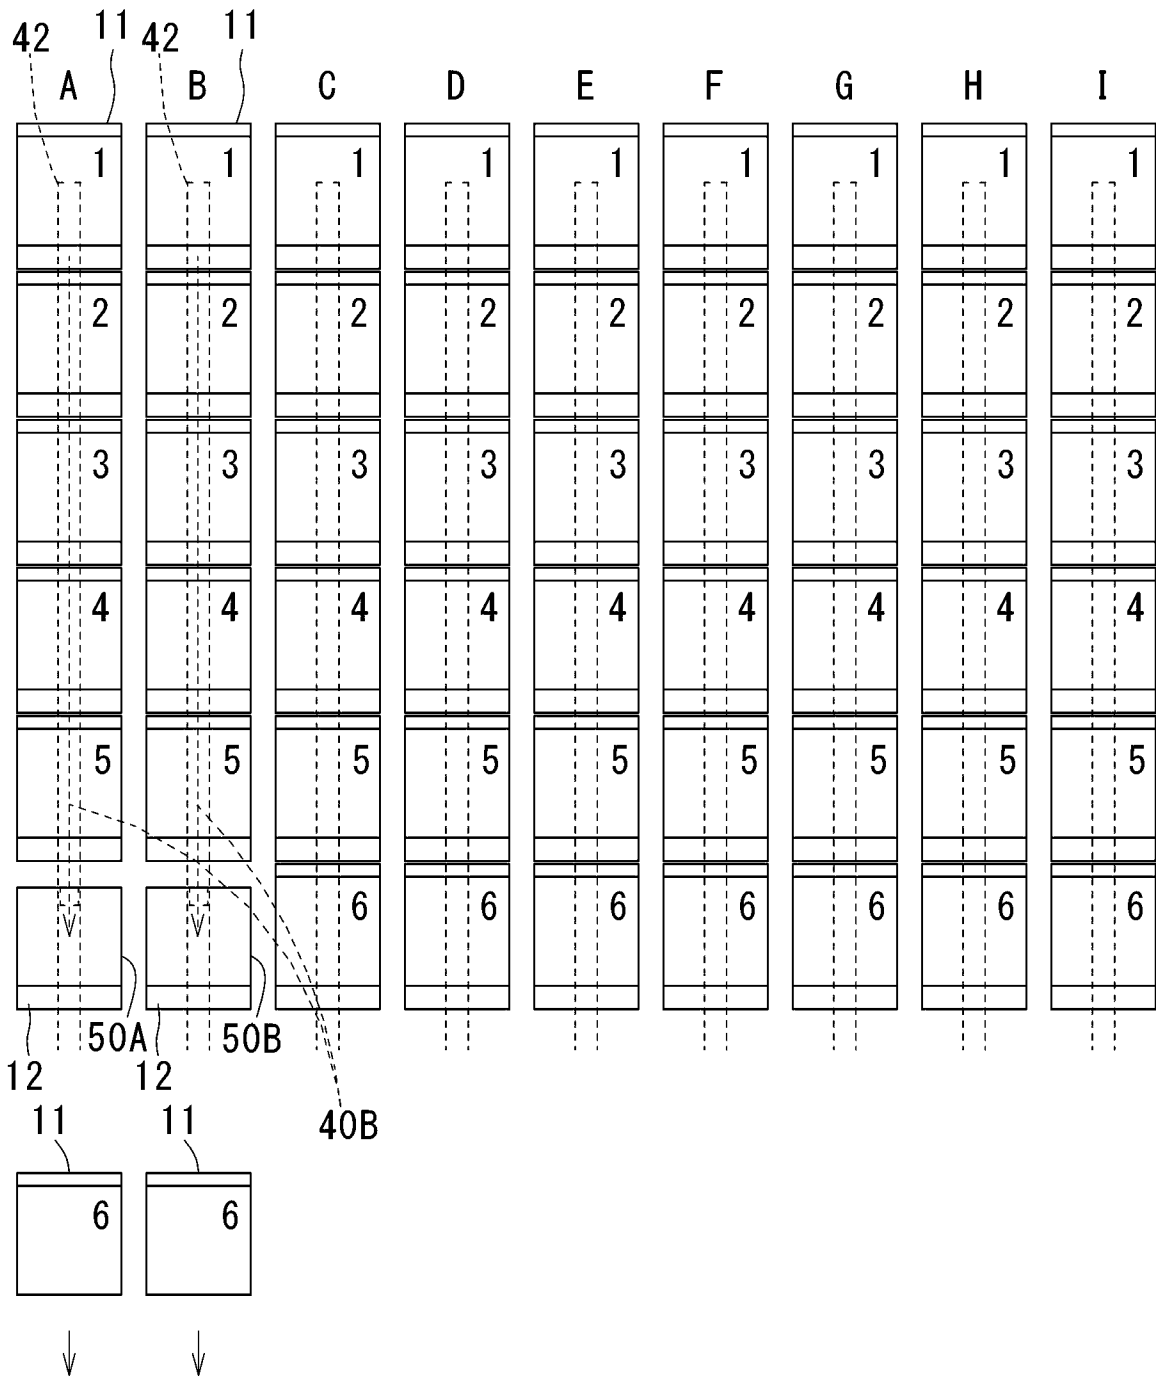 42 11 42 11
A B C D E F G H I
1 1 1 1 1 1 1 1 1
2 2 2 2 2 2 2 2 2
3 3 3 3 3 3 3 3 3
4 4 4 4 4 4 4 4 4
5 5 5 5 5 5 5 5 5
6 6 6 6 6 6 6
50A 50B
12 12
11 11 40B
6 6